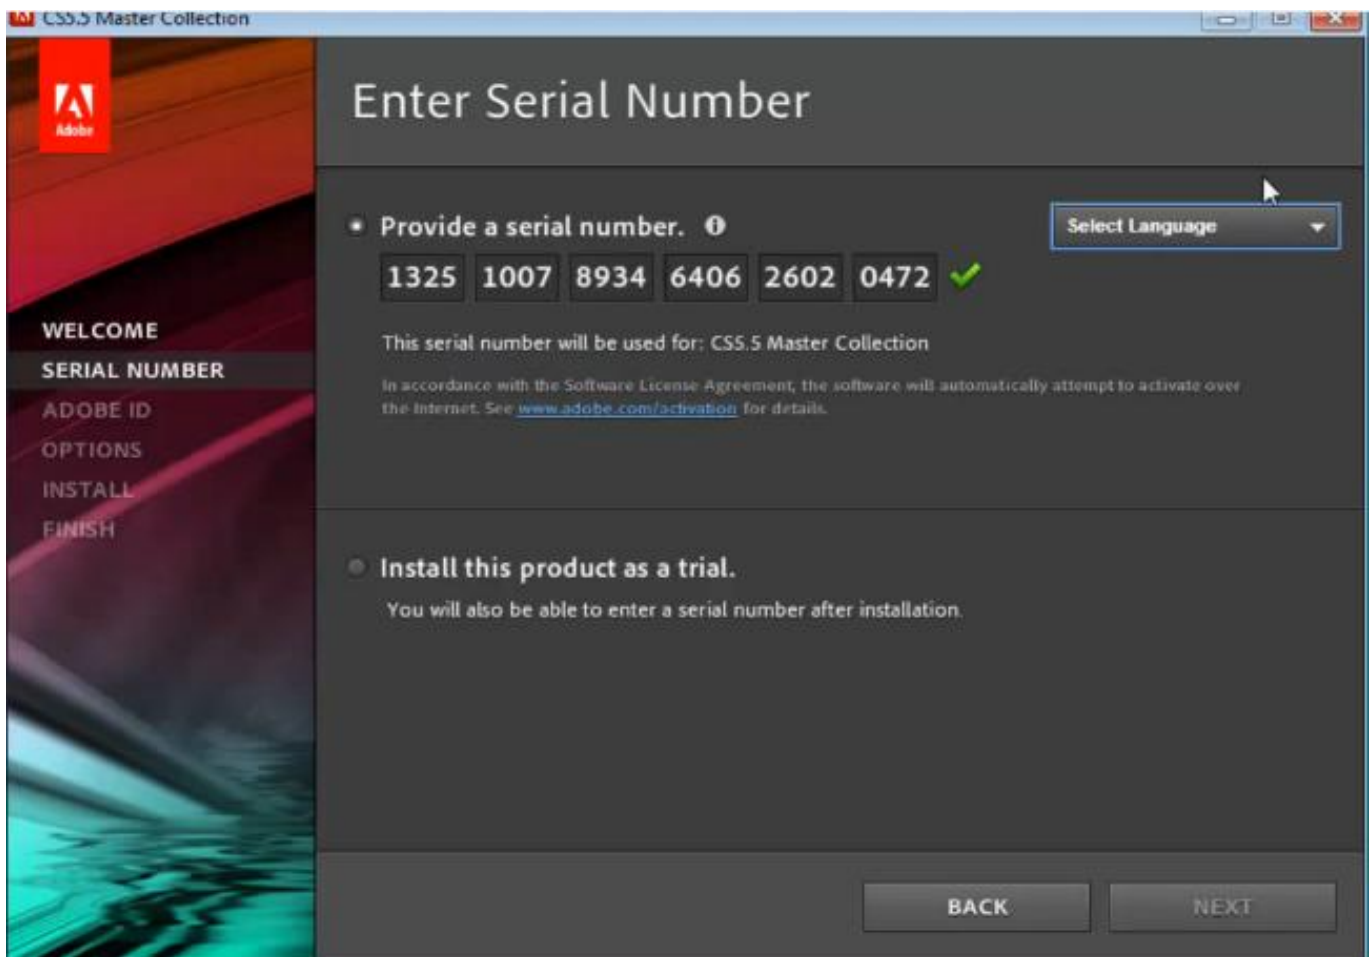 CS5.5 Master Collection
Adobe
Enter Serial Number
Provide a serial number.
Select Language
1325 1007 8934 6406 2602 0472
This serial number will be used for: CS5.5 Master Collection
In accordance with the Software License Agreement, the software will automatically attempt to activate over
the Internet. See www.adobe.com/activation for details.
WELCOME
SERIAL NUMBER
ADOBE ID
OPTIONS
INSTALL
FINISH
Install this product as a trial.
You will also be able to enter a serial number after installation.
BACK
NEXT